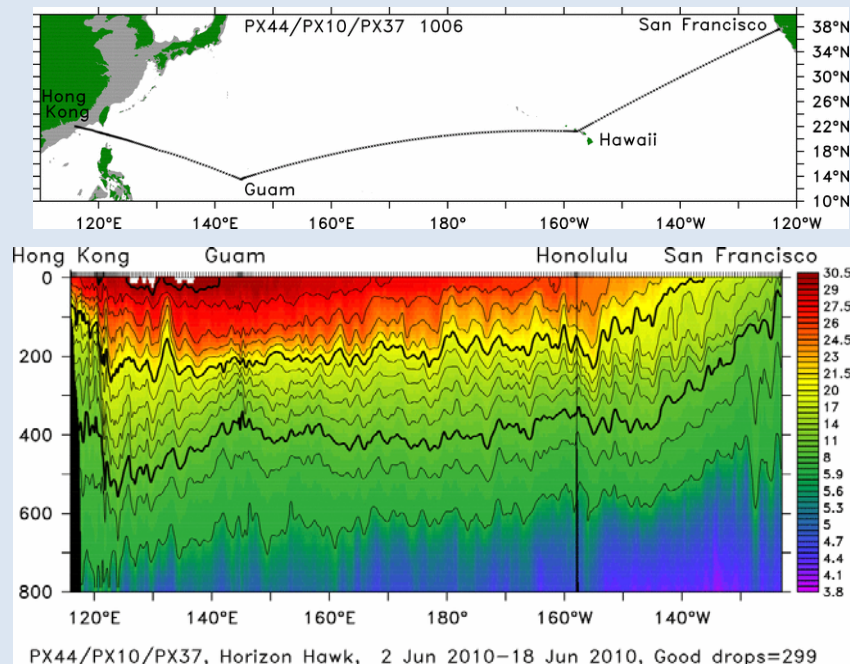 PX44/PX10/PX37 1006
San Francisco
38°N
34°N
30°N
26°N
22°N
18°N
14°N
10°N
Hong
Kong
Guam
Hawaii
120°E 140°E 160°E 180° 160°W 140°W 120°W
Hong Kong Guam Honolulu San Francisco
0
200
400
600
800
30.5
29
27.5
26
24.5
23.5
22.5
21.5
20
17
14
11
8
5.9
5.6
5.3
5
4.7
4.4
4.1
3.8
120°E 140°E 160°E 180° 160°W 140°W
PX44/PX10/PX37, Horizon Hawk, 2 Jun 2010-18 Jun 2010, Good drops=299